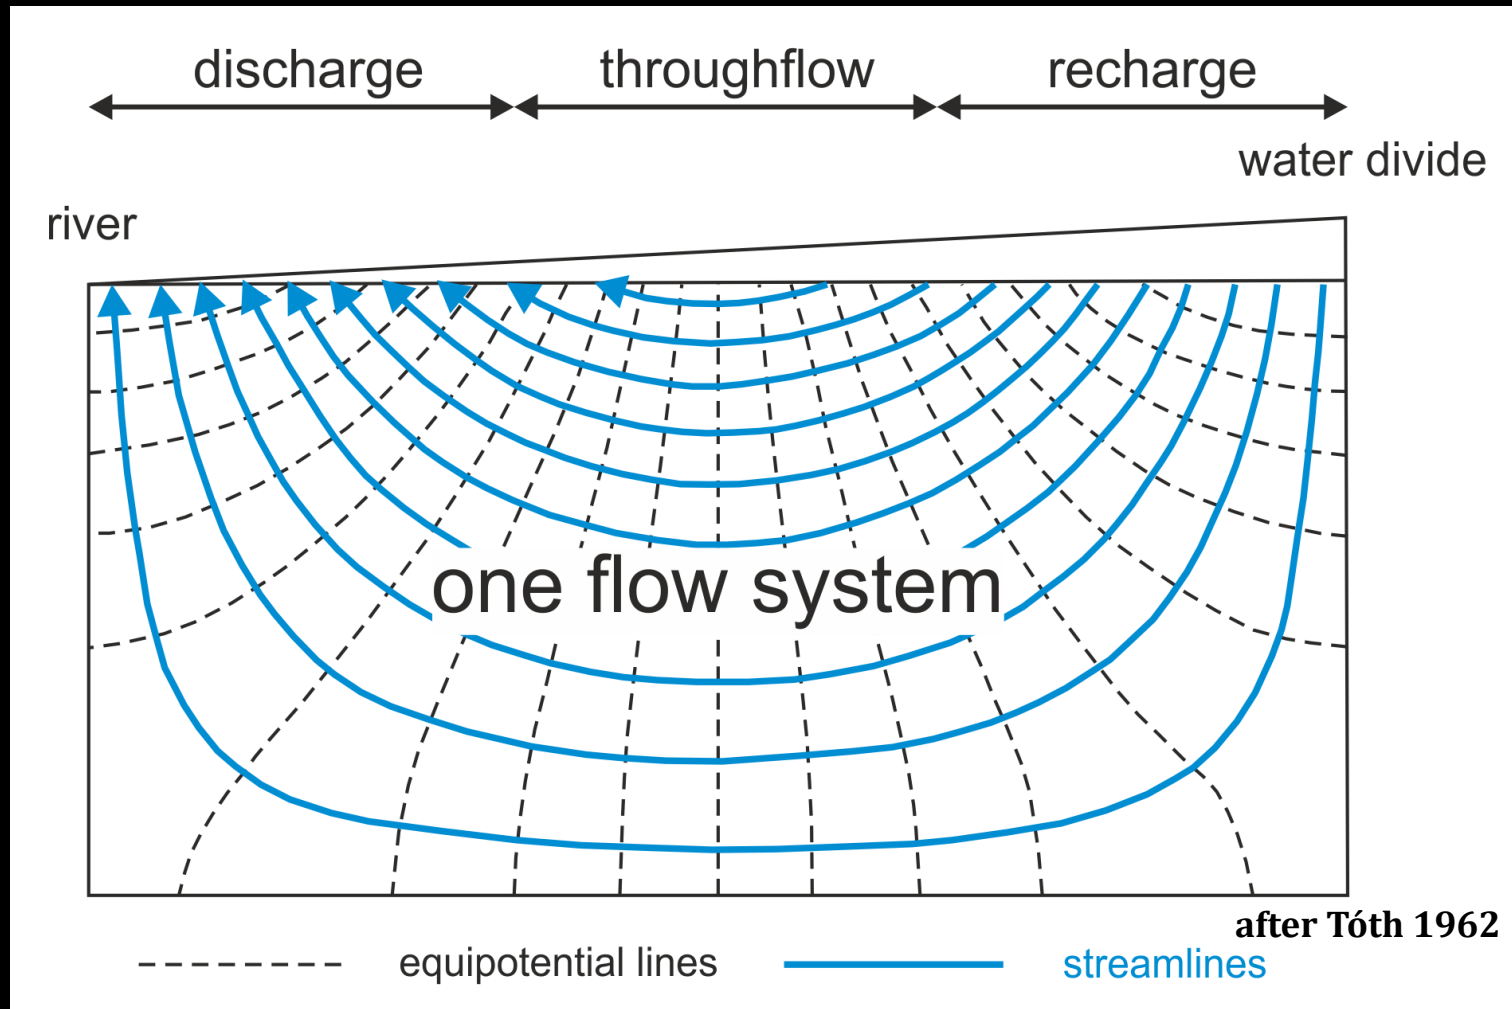 discharge throughflow recharge
water divide
river
one flow system
after Tóth 1962
equipotential lines streamlines